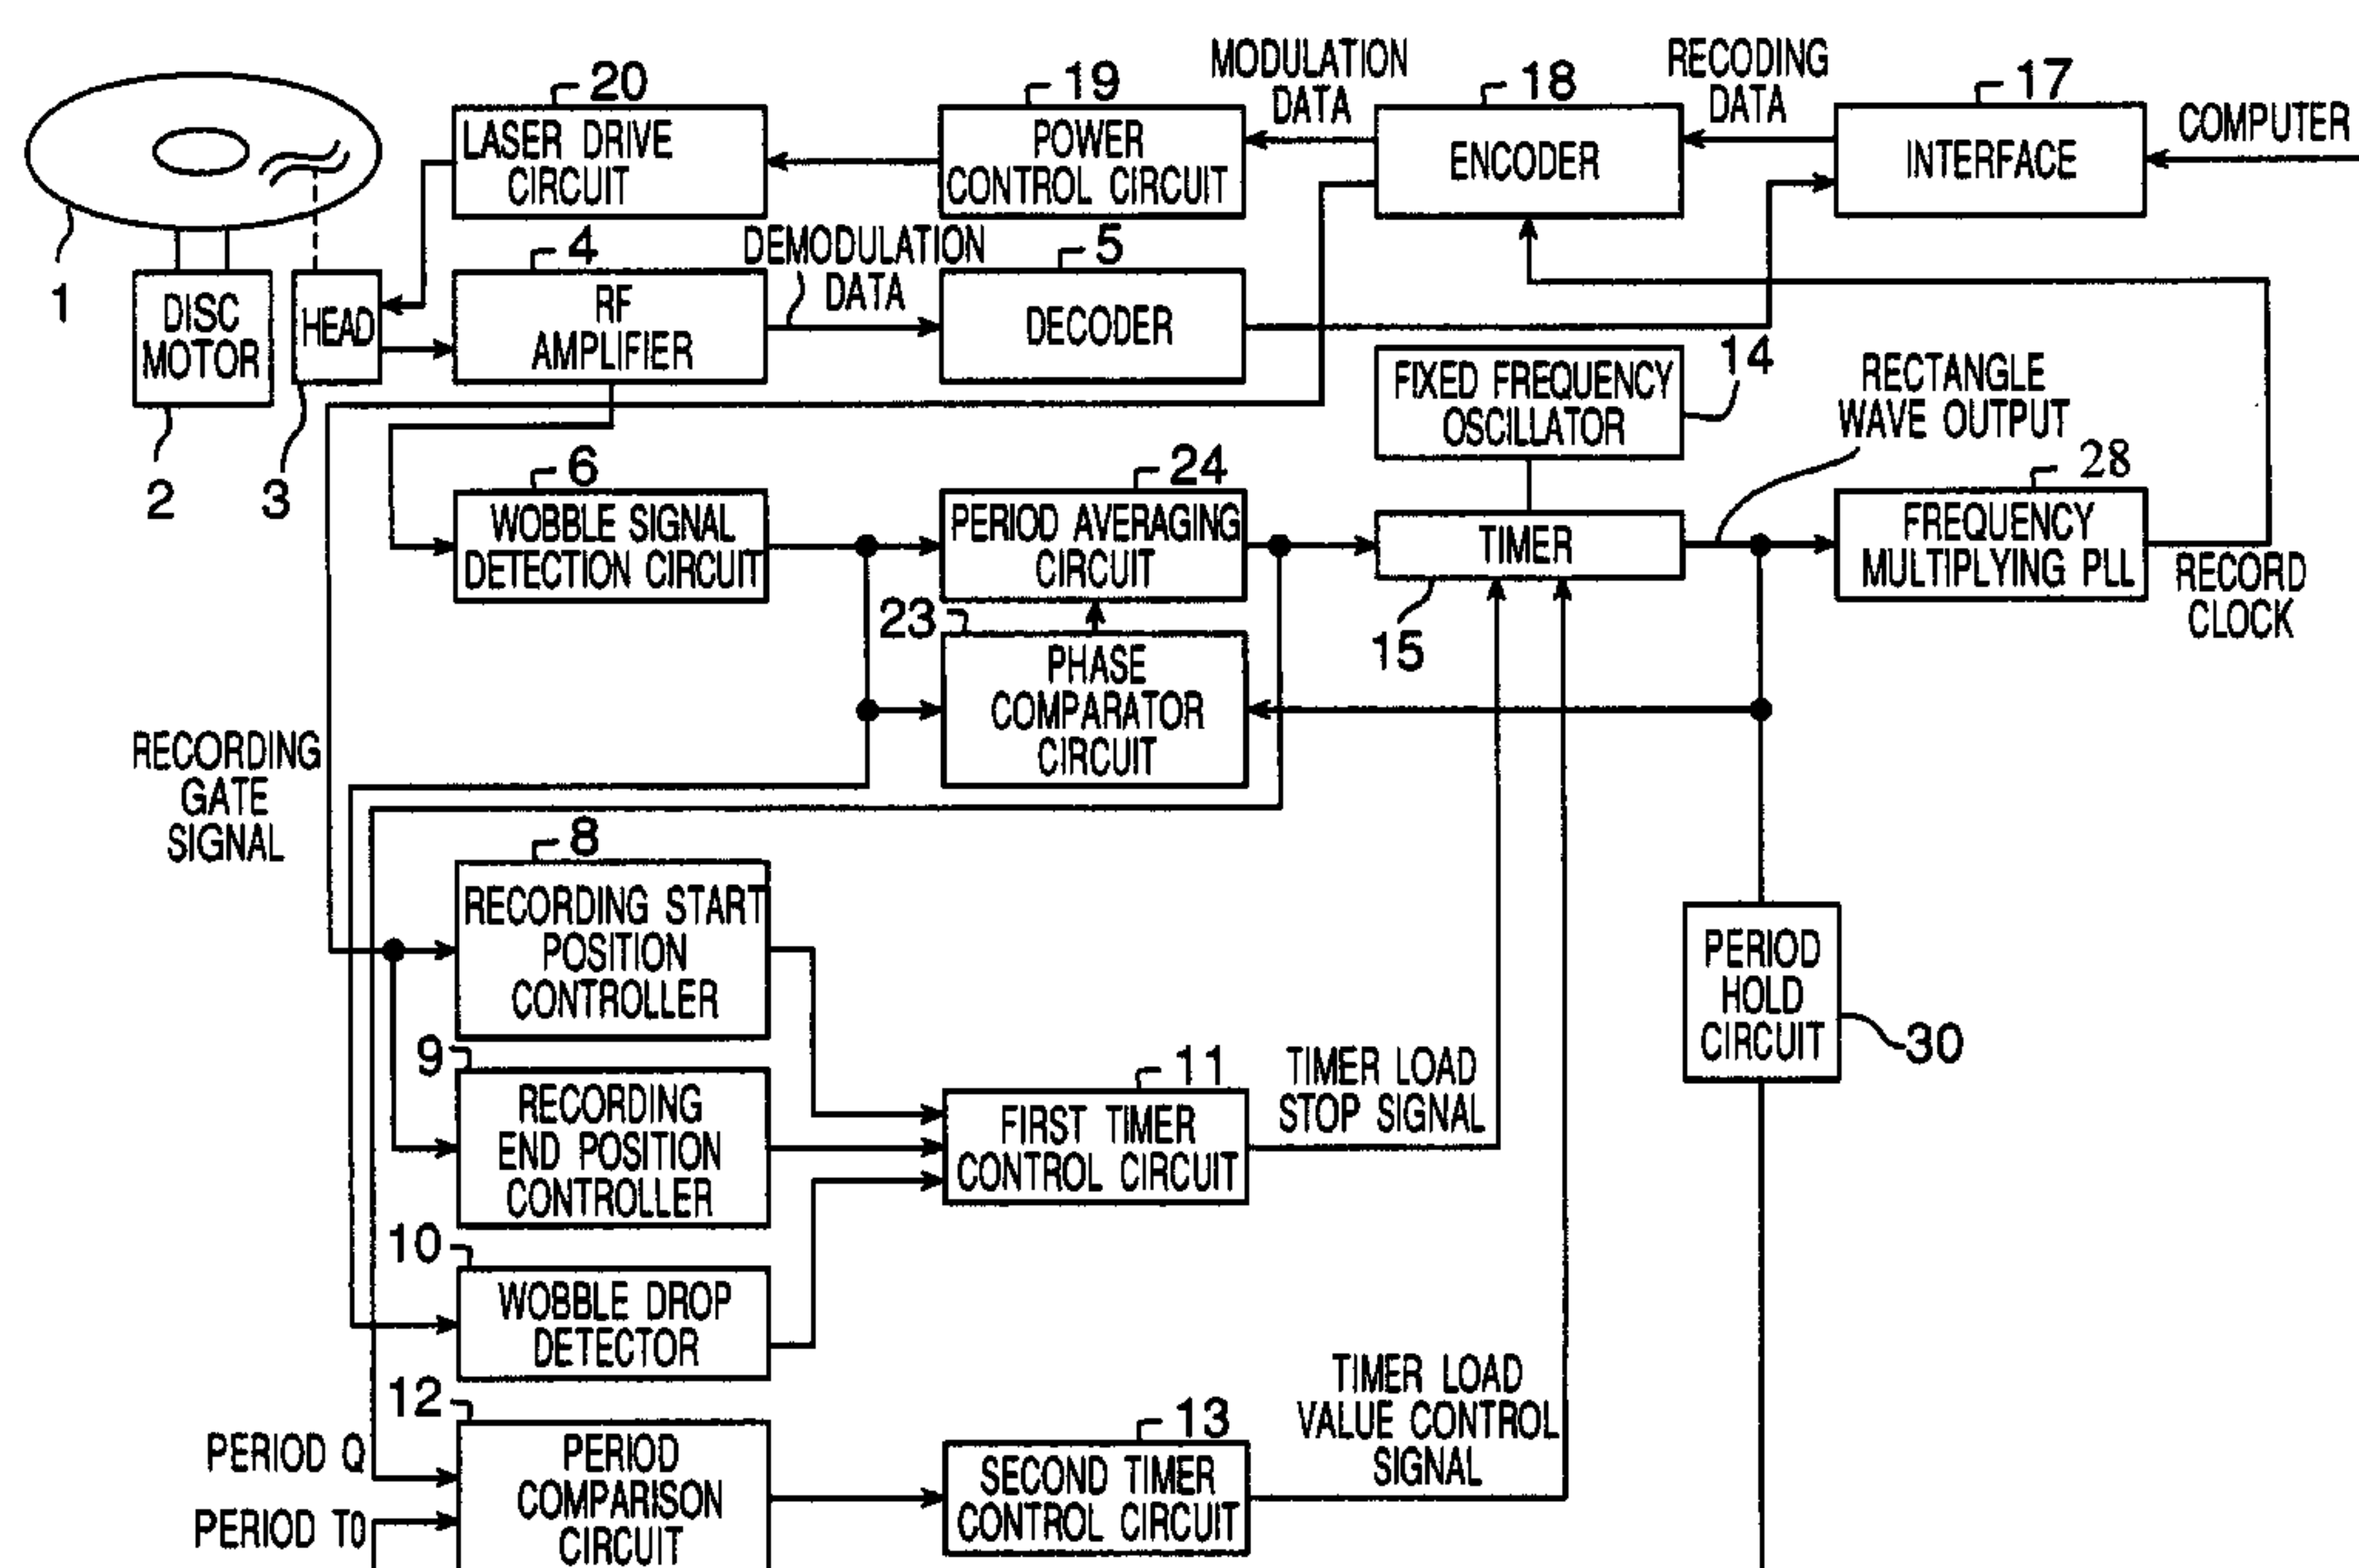 20
LASER DRIVE
CIRCUIT
19
POWER
CONTROL CIRCUIT
MODULATION
DATA
18
ENCODER
RECODING
DATA
17
INTERFACE
COMPUTER
1
DISC
MOTOR
2
HEAD
3
4
RF
AMPLIFIER
DEMODULATION
DATA
5
DECODER
FIXED FREQUENCY
OSCILLATOR
14
RECTANGLE
WAVE OUTPUT
6
WOBBLE SIGNAL
DETECTION CIRCUIT
24
PERIOD AVERAGING
CIRCUIT
TIMER
15
28
FREQUENCY
MULTIPLYING PLL
RECORD
CLOCK
23
PHASE
COMPARATOR
CIRCUIT
RECORDING
GATE
SIGNAL
8
RECORDING START
POSITION
CONTROLLER
PERIOD
HOLD
CIRCUIT
30
9
RECORDING
END POSITION
CONTROLLER
11
FIRST TIMER
CONTROL CIRCUIT
TIMER LOAD
STOP SIGNAL
10
WOBBLE DROP
DETECTOR
12
PERIOD
COMPARISON
CIRCUIT
PERIOD Q
PERIOD T0
13
SECOND TIMER
CONTROL CIRCUIT
TIMER LOAD
VALUE CONTROL
SIGNAL